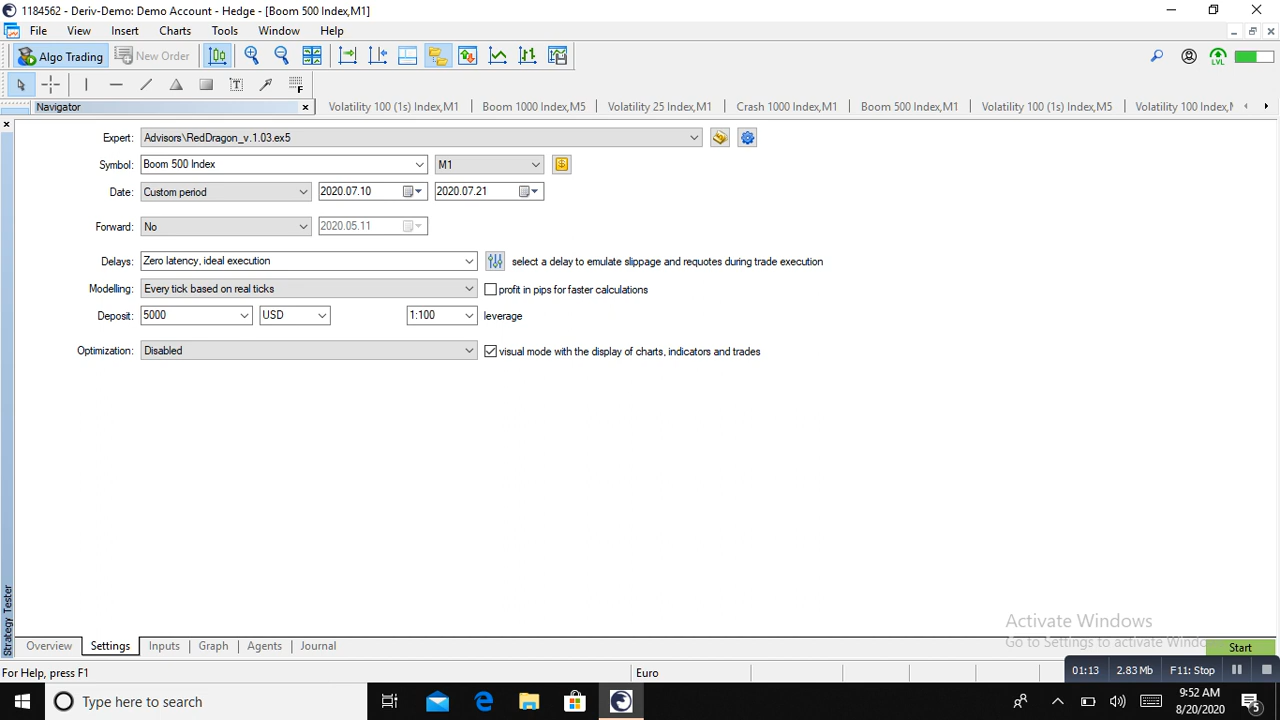 1184562 - Deriv-Demo: Demo Account - Hedge - [Boom 500 Index,M1]
File View Insert Charts Tools Window Help
Algo Trading New Order LVL
T F
Navigator Volatility 100 (1s) Index,M1 Boom 1000 Index,M5 Volatility 25 Index,M1 Crash 1000 Index,M1 Boom 500 Index,M1 Volatility 100 (1s) Index,M5 Volatility 100 Index,M
Expert: Advisors\RedDragon_v.1.03.ex5
Symbol: Boom 500 Index M1
Date: Custom period 2020.07.10 2020.07.21
Forward: No 2020.05.11
Delays: Zero latency, ideal execution select a delay to emulate slippage and requotes during trade execution
Modelling: Every tick based on real ticks profit in pips for faster calculations
Deposit: 5000 USD 1:100 leverage
Optimization: Disabled visual mode with the display of charts, indicators and trades
Strategy Tester
Activate Windows
Go to Settings to activate Windo
Overview Settings Inputs Graph Agents Journal Start
For Help, press F1 Euro 01:13 2.83 Mb F11: Stop
Type here to search 9:52 AM
8/20/2020 5